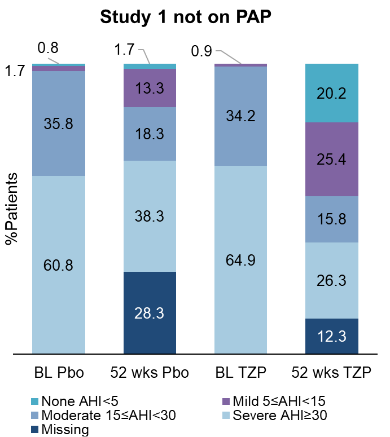 Study 1 not on PAP
0.8
1.7
0.9
1.7
13.3
20.2
35.8
18.3
34.2
25.4
15.8
60.8
38.3
64.9
26.3
28.3
12.3
%Patients
BL Pbo 52 wks Pbo BL TZP 52 wks TZP
None AHI<5 Mild 5≤AHI<15
Moderate 15≤AHI<30 Severe AHI≥30
Missing